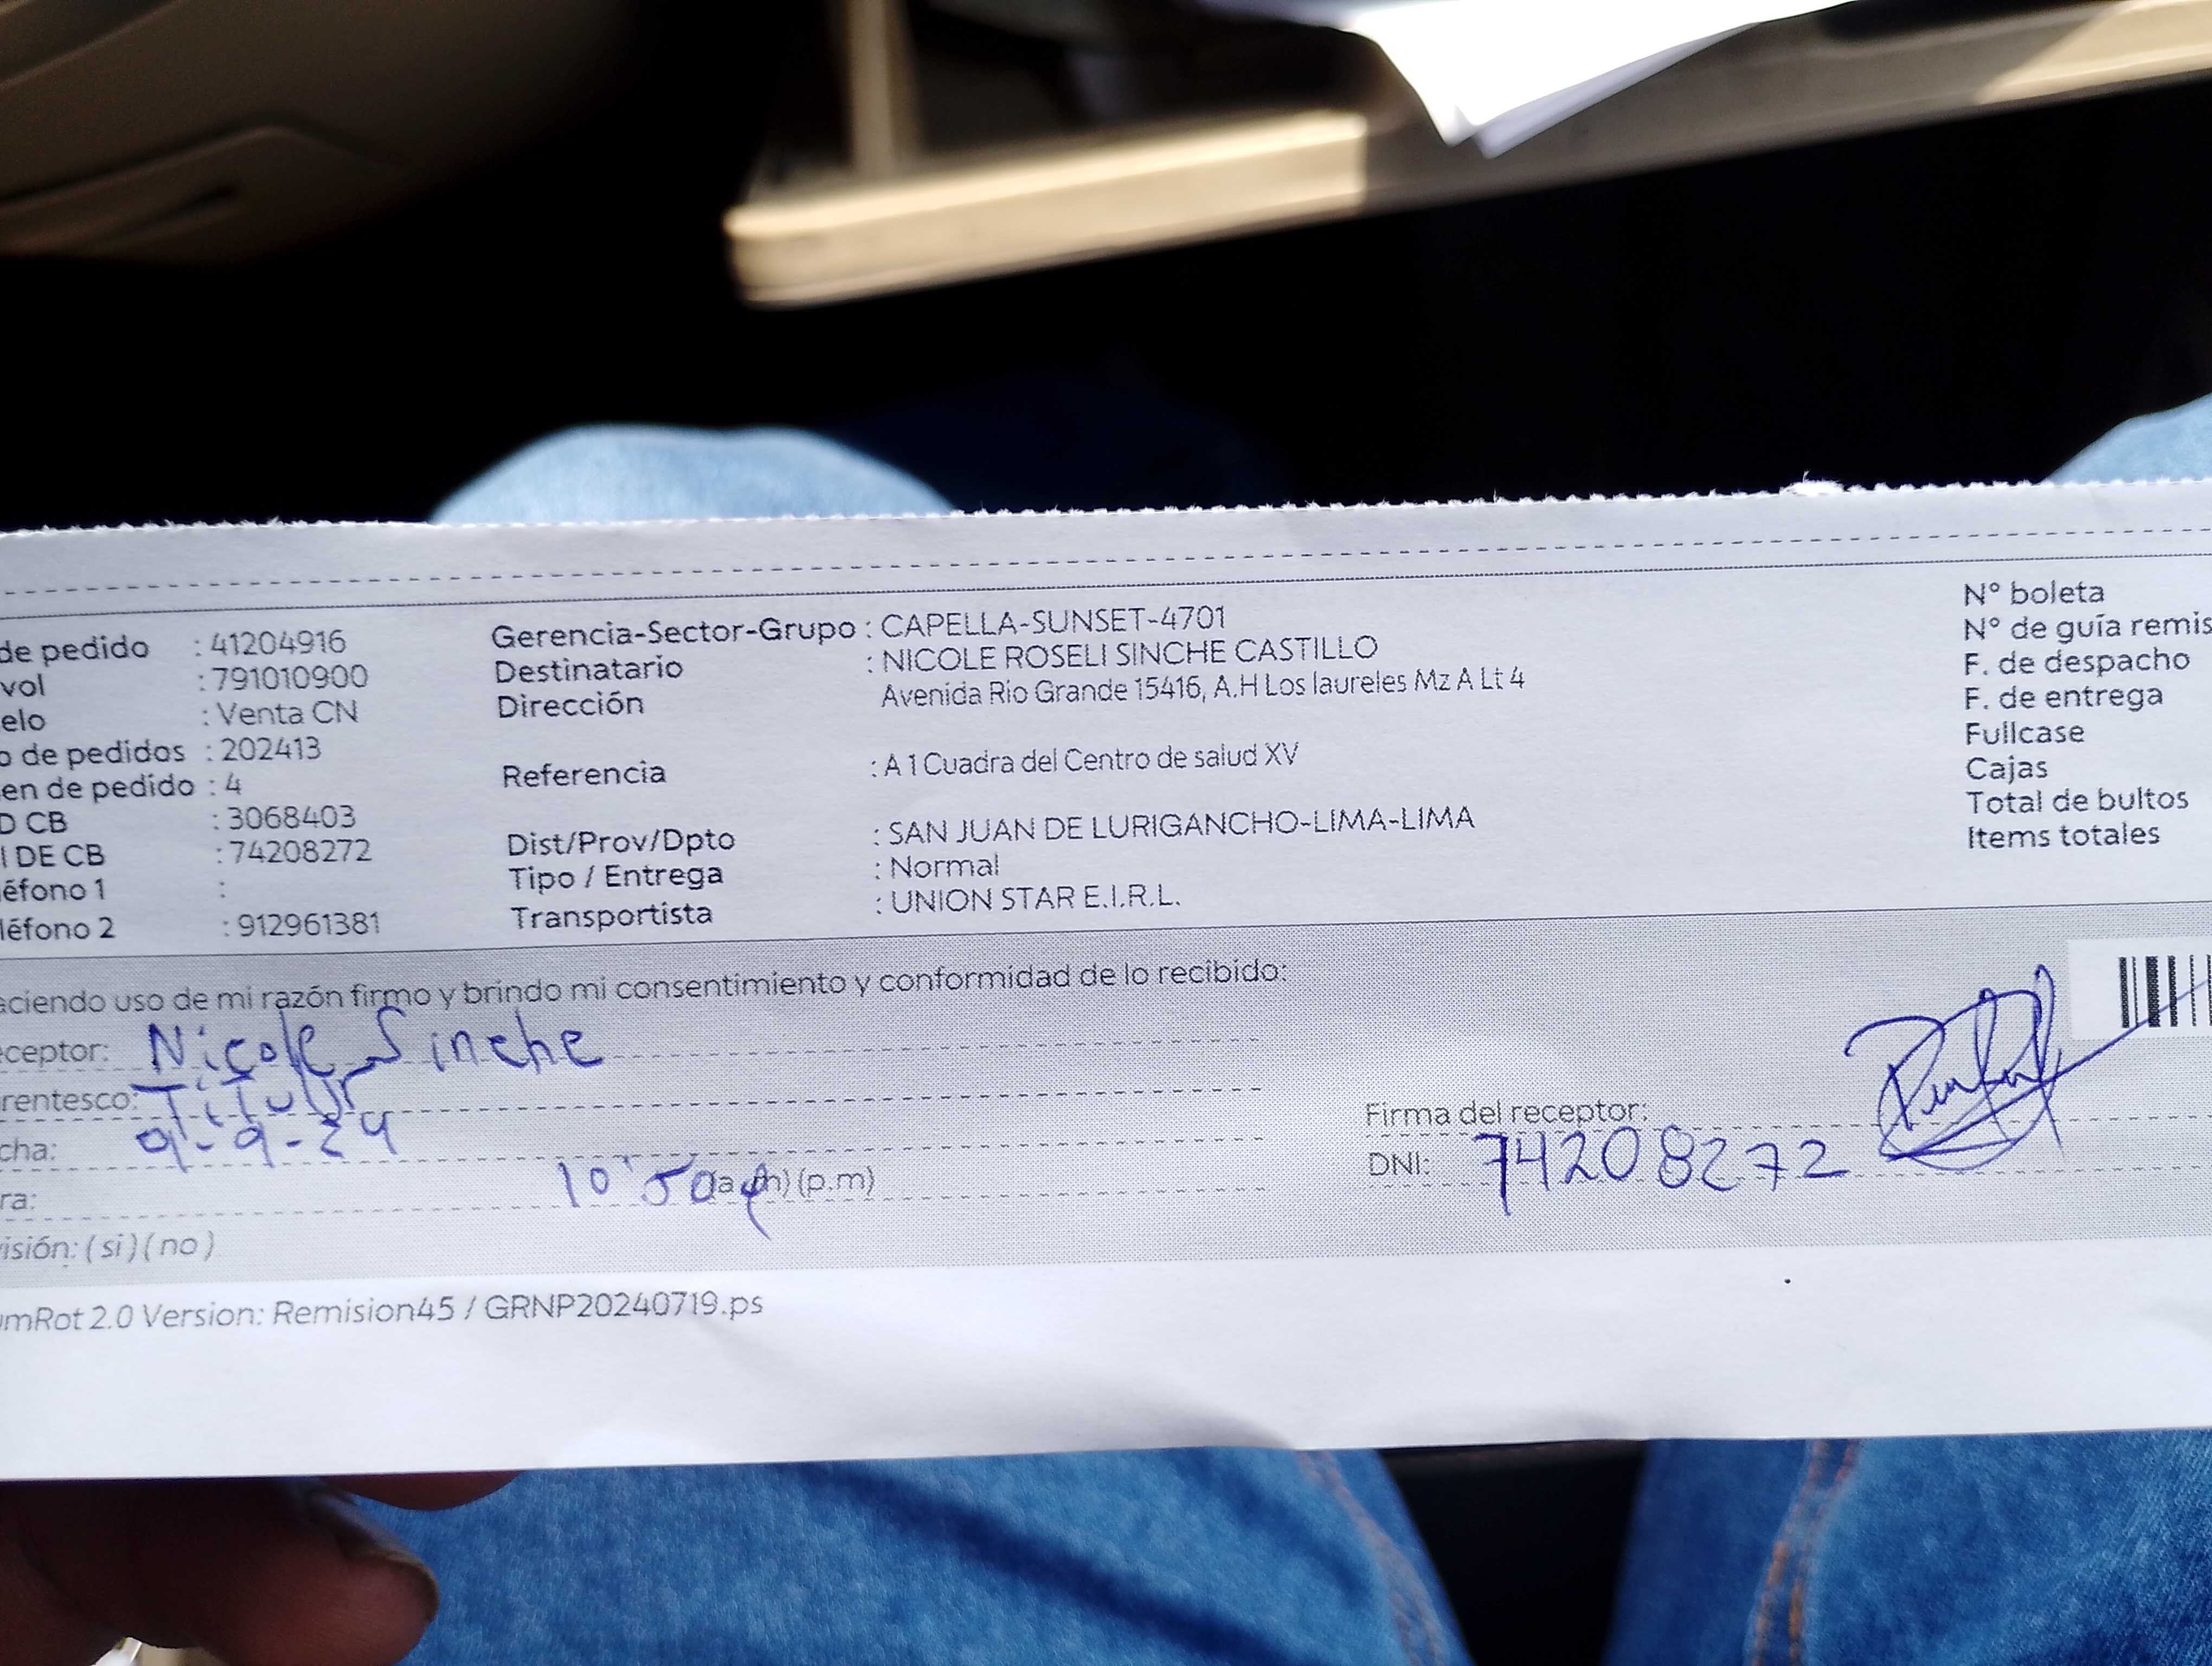 de pedido : 41204916
vol : 791010900
elo : Venta CN
o de pedidos : 202413
en de pedido : 4
D CB : 3068403
I DE CB : 74208272
léfono 1 :
léfono 2 : 912961381
Gerencia-Sector-Grupo : CAPELLA-SUNSET-4701
Destinatario : NICOLE ROSELI SINCHE CASTILLO
Dirección Avenida Rio Grande 15416, A.H Los laureles Mz A Lt 4
Referencia : A 1 Cuadra del Centro de salud XV
Dist/Prov/Dpto : SAN JUAN DE LURIGANCHO-LIMA-LIMA
Tipo / Entrega : Normal
Transportista : UNION STAR E.I.R.L.
N° boleta
N° de guía remis
F. de despacho
F. de entrega
Fullcase
Cajas
Total de bultos
Items totales
aciendo uso de mi razón firmo y brindo mi consentimiento y conformidad de lo recibido:
ceptor: Nicole Sinche
rentesco: Titular
cha: 9-9-24
ra: 10:50 (a.m) (p.m)
isión: (si) (no)
Firma del receptor:
DNI: 74208272
mRot 2.0 Version: Remision45 / GRNP20240719.ps